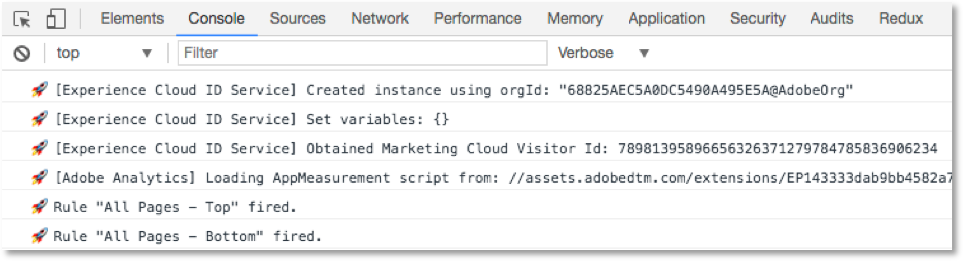 Elements Console Sources Network Performance Memory Application Security Audits Redux
top ▼ Filter Verbose ▼
🚀 [Experience Cloud ID Service] Created instance using orgId: "68825AEC5A0DC5490A495E5A@AdobeOrg"
🚀 [Experience Cloud ID Service] Set variables: {}
🚀 [Experience Cloud ID Service] Obtained Marketing Cloud Visitor Id: 78981395896656326371279784785836906234
🚀 [Adobe Analytics] Loading AppMeasurement script from: //assets.adobedtm.com/extensions/EP143333dab9bb4582a7
🚀 Rule "All Pages – Top" fired.
🚀 Rule "All Pages – Bottom" fired.